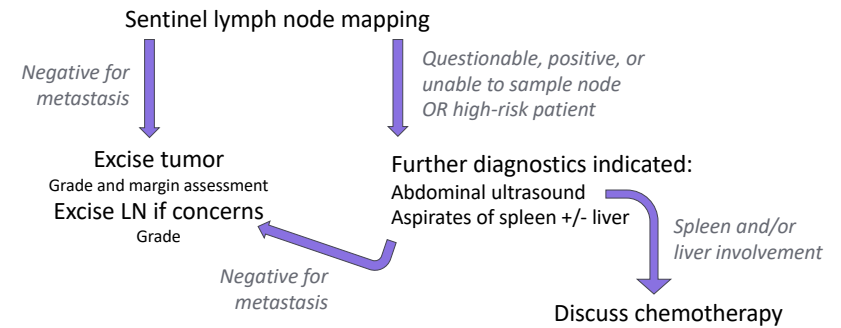 Sentinel lymph node mapping
Negative for
metastasis
Questionable, positive, or
unable to sample node
OR high-risk patient
Excise tumor
Grade and margin assessment
Excise LN if concerns
Grade
Further diagnostics indicated:
Abdominal ultrasound
Aspirates of spleen +/- liver
Negative for
metastasis
Spleen and/or
liver involvement
Discuss chemotherapy